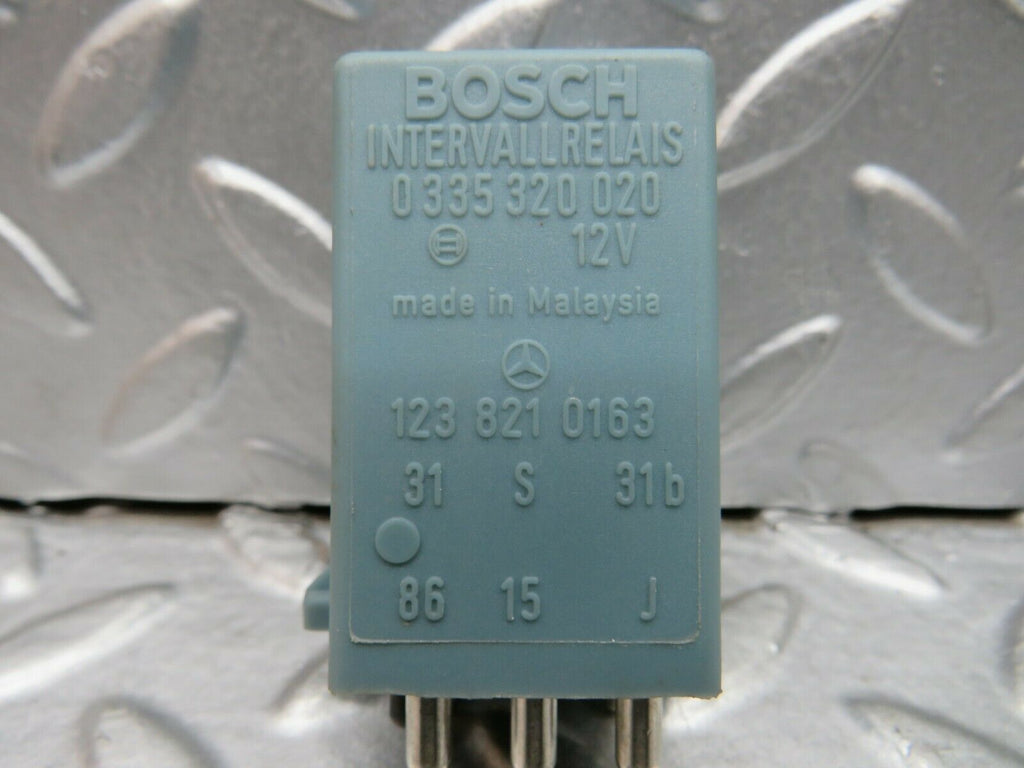 BOSCH
INTERVALLRELAIS
0 335 320 020
12V
made in Malaysia
123 821 0163
31 S 31b
86 15 J